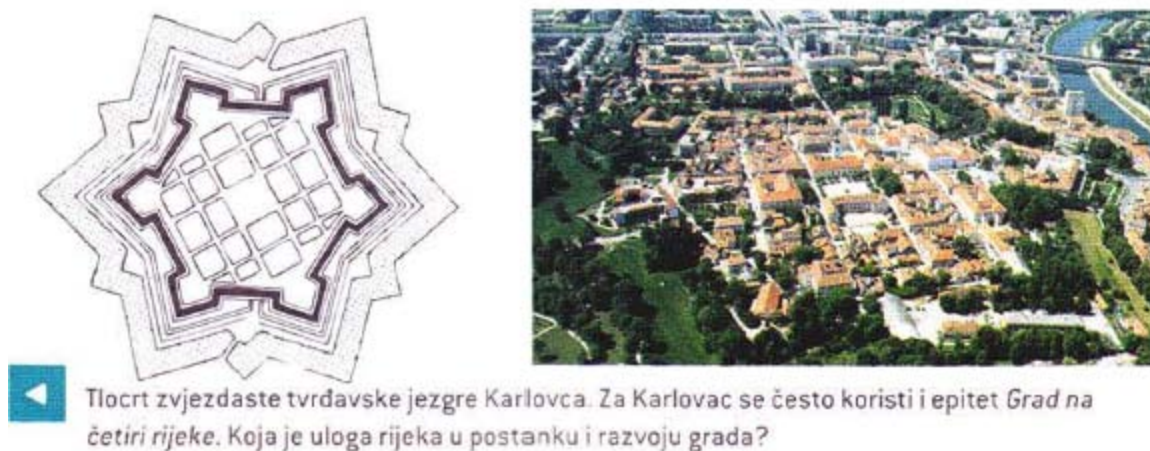 Tlocrt zvjezdaste tvrđavske jezgre Karlovca. Za Karlovac se često koristi i epitet Grad na
četiri rijeke. Koja je uloga rijeka u postanku i razvoju grada?